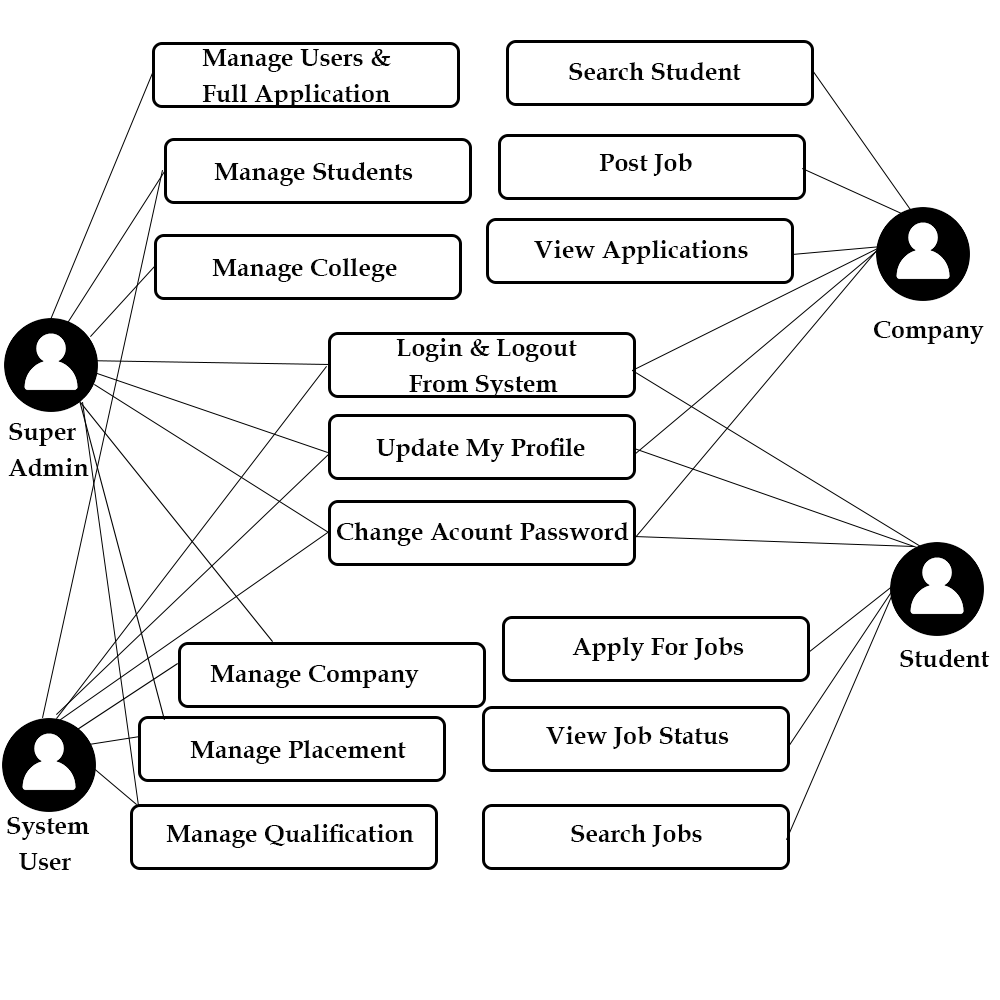 Manage Users &
Full Application
Search Student
Manage Students
Post Job
Manage College
View Applications
Company
Login & Logout
From System
Super
Admin
Update My Profile
Change Acount Password
Apply For Jobs
Student
Manage Company
View Job Status
Manage Placement
System
User
Manage Qualification
Search Jobs